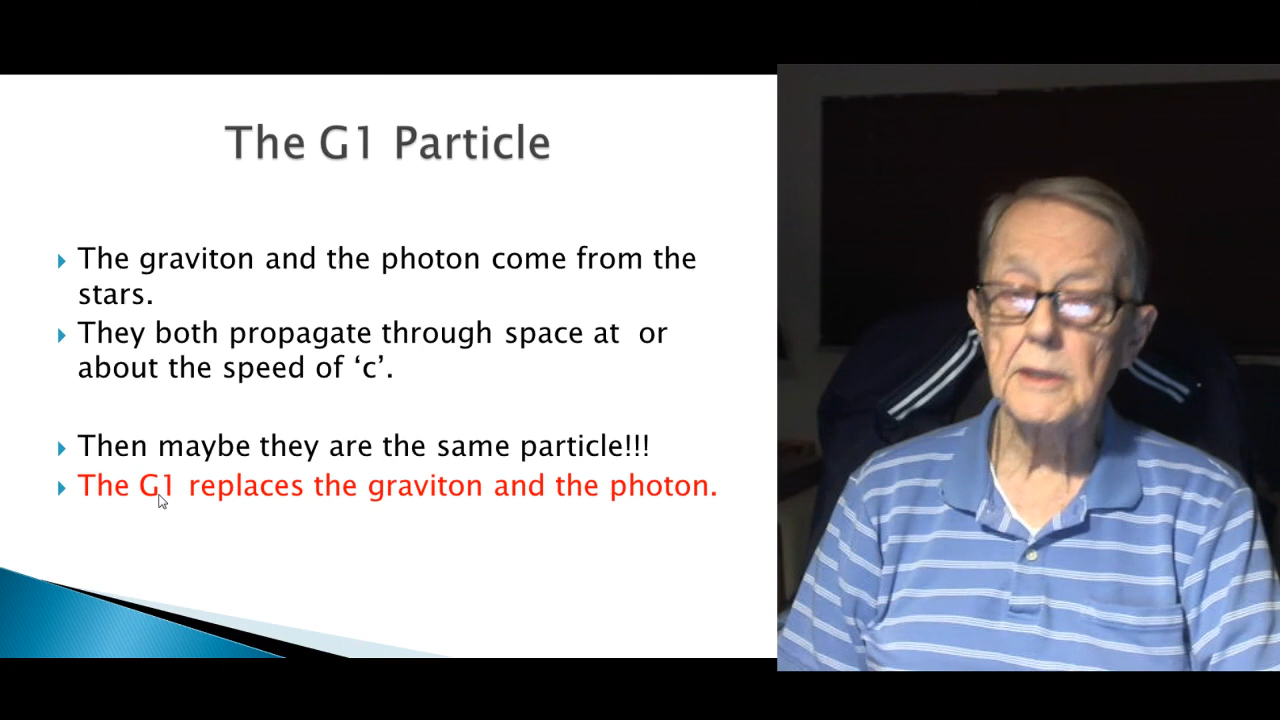 The G1 Particle
The graviton and the photon come from the
stars.
They both propagate through space at  or
about the speed of ‘c’.
Then maybe they are the same particle!!!
The G1 replaces the graviton and the photon.